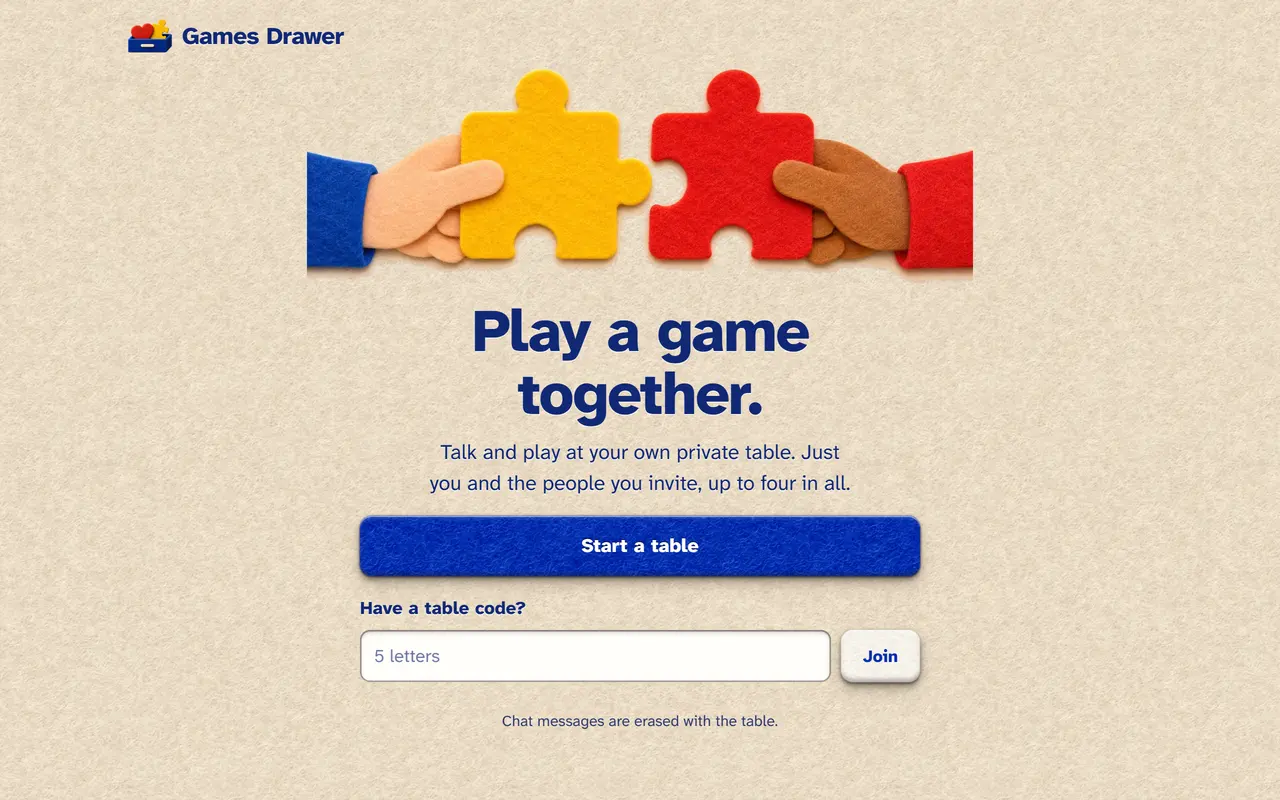 Games Drawer
Play a game
together.
Talk and play at your own private table. Just
you and the people you invite, up to four in all.
Start a table
Have a table code?
5 letters
Join
Chat messages are erased with the table.